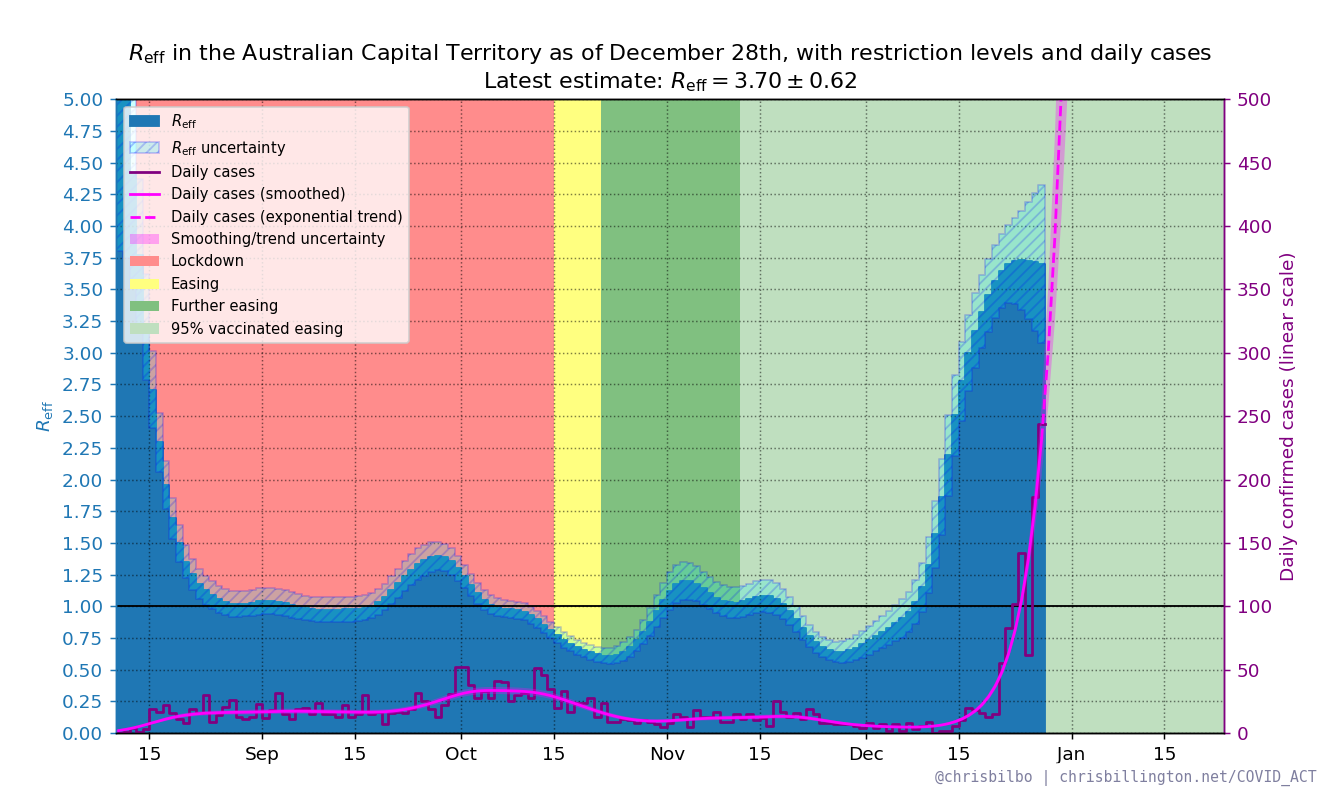 Reff in the Australian Capital Territory as of December 28th, with restriction levels and daily cases
Latest estimate: Reff = 3.70 ± 0.62
5.00
4.75
4.50
4.25
4.00
3.75
3.50
3.25
3.00
2.75
2.50
2.25
2.00
1.75
1.50
1.25
1.00
0.75
0.50
0.25
0.00
Reff
Reff
Reff uncertainty
Daily cases
Daily cases (smoothed)
Daily cases (exponential trend)
Smoothing/trend uncertainty
Lockdown
Easing
Further easing
95% vaccinated easing
500
450
400
350
300
250
200
150
100
50
0
Daily confirmed cases (linear scale)
15 Sep 15 Oct 15 Nov 15 Dec 15 Jan 15
@chrisbilbo | chrisbillington.net/COVID_ACT